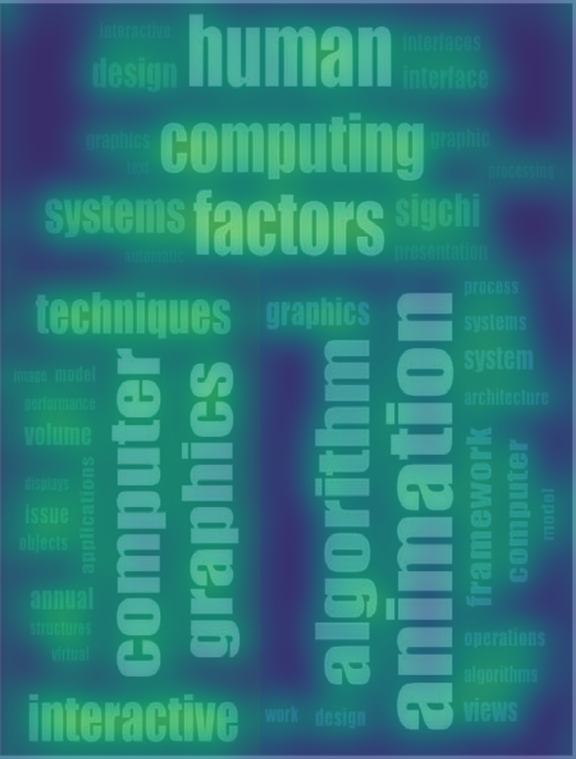 interactive
human
interfaces
design
interface
graphics
computing
graphic
text
processing
systems
factors
sigchi
automatic
presentation
techniques
image model
performance
volume
displays
issue
objects
applications
annual
structures
virtual
computer
graphics
interactive
graphics
algorithm
animation
process
systems
system
architecture
framework
computer
model
operations
algorithms
views
work
design